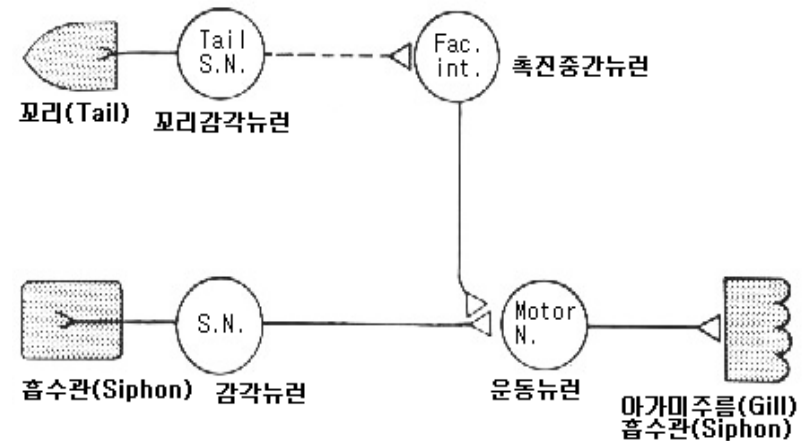 Tail
S.N.
Fac.
int.
꼬리(Tail)
꼬리감각뉴런
촉진중간뉴런
S.N.
Motor
N.
흡수관(Siphon)
감각뉴런
운동뉴런
아가미주름(Gill)
흡수관(Siphon)